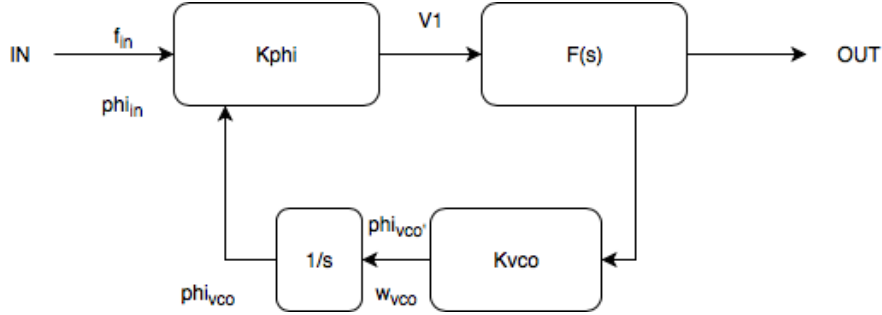 V1
f_in
IN
Kphi
F(s)
OUT
phi_in
phi_vco'
1/s
Kvco
phi_vco
w_vco